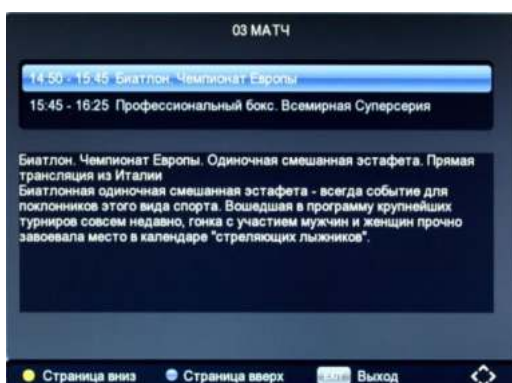 03 МАТЧ
14:50 - 15:45 Биатлон. Чемпионат Европы
15:45 - 16:25 Профессиональный бокс. Всемирная Суперсерия
Биатлон. Чемпионат Европы. Одиночная смешанная эстафета. Прямая
трансляция из Италии
Биатлонная одиночная смешанная эстафета - всегда событие для
поклонников этого вида спорта. Вошедшая в программу крупнейших
турниров совсем недавно, гонка с участием мужчин и женщин прочно
завоевала место в календаре "стреляющих лыжников".
Страница вниз Страница вверх EXIT Выход